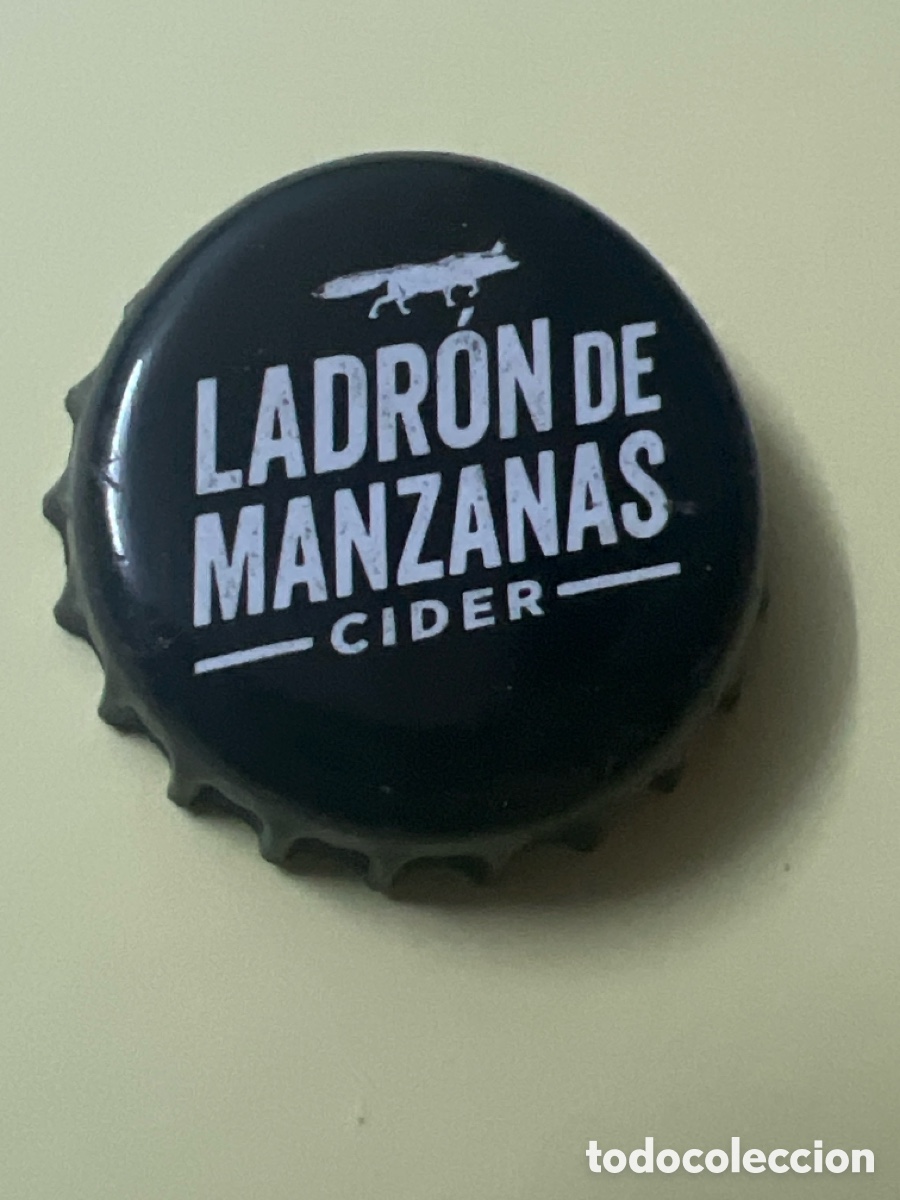 LADRÓN DE
MANZANAS
CIDER
todocoleccion